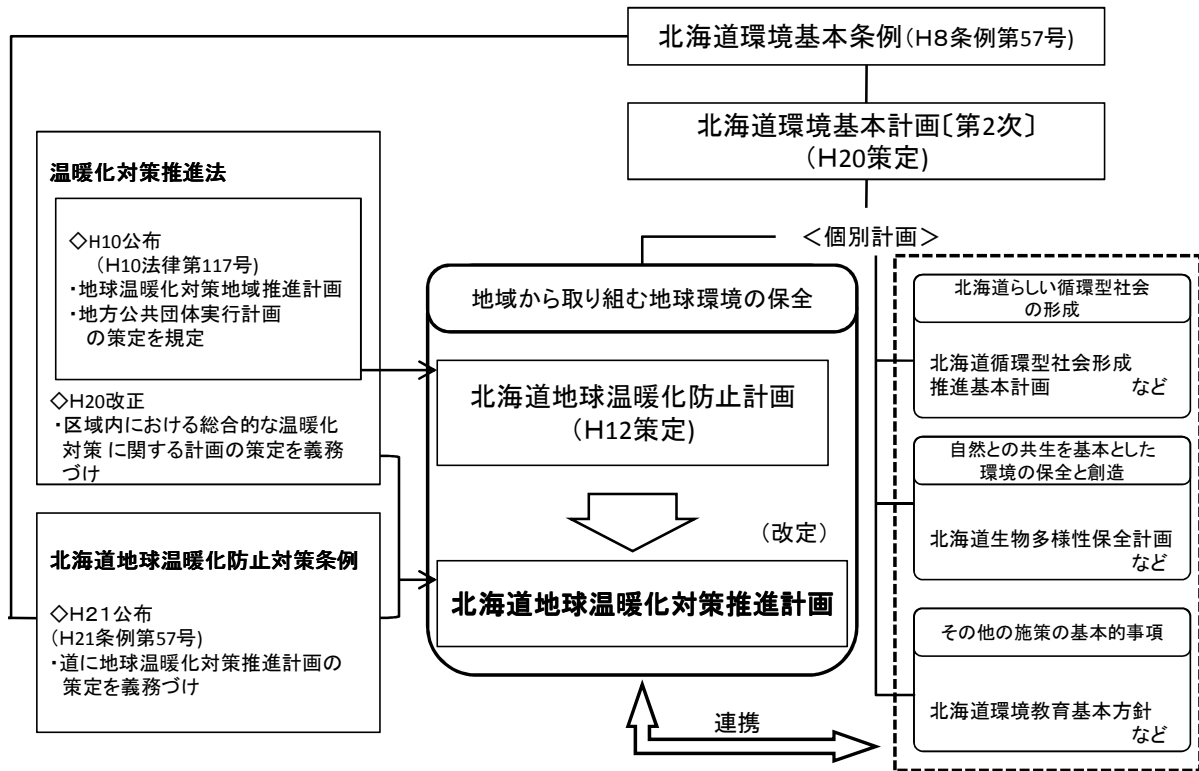 北海道環境基本条例(H8条例第57号)
北海道環境基本計画〔第2次〕
(H20策定)
＜個別計画＞
温暖化対策推進法
◇H10公布
(H10法律第117号)
・地球温暖化対策地域推進計画
・地方公共団体実行計画
の策定を規定
◇H20改正
・区域内における総合的な温暖化
対策 に関する計画の策定を義務
づけ
北海道地球温暖化防止対策条例
◇H２１公布
(H21条例第57号)
・道に地球温暖化対策推進計画の
策定を義務づけ
地域から取り組む地球環境の保全
北海道地球温暖化防止計画
(H12策定)
(改定)
北海道地球温暖化対策推進計画
連携
北海道らしい循環型社会
の形成
北海道循環型社会形成
推進基本計画 など
自然との共生を基本とした
環境の保全と創造
北海道生物多様性保全計画
など
その他の施策の基本的事項
北海道環境教育基本方針
など